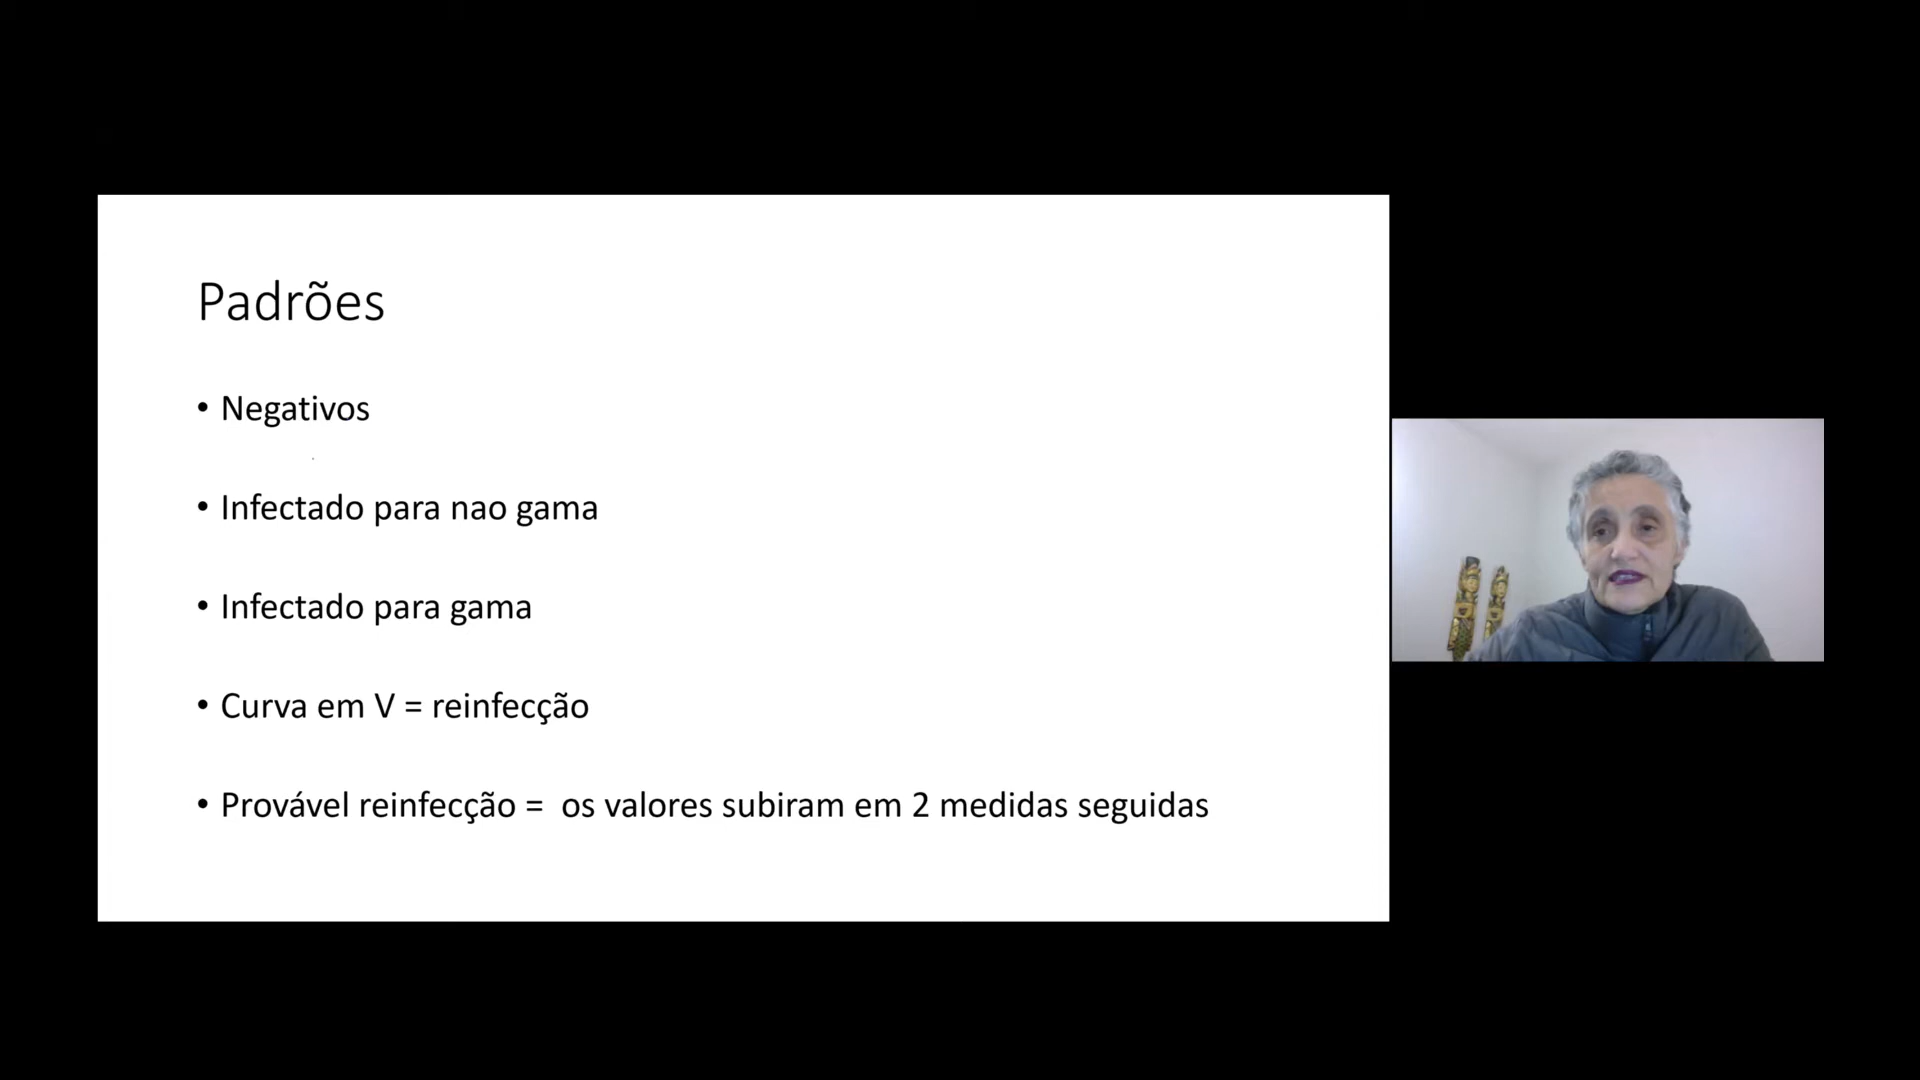 Padrões
• Negativos
• Infectado para nao gama
• Infectado para gama
• Curva em V = reinfecção
• Provável reinfecção =  os valores subiram em 2 medidas seguidas